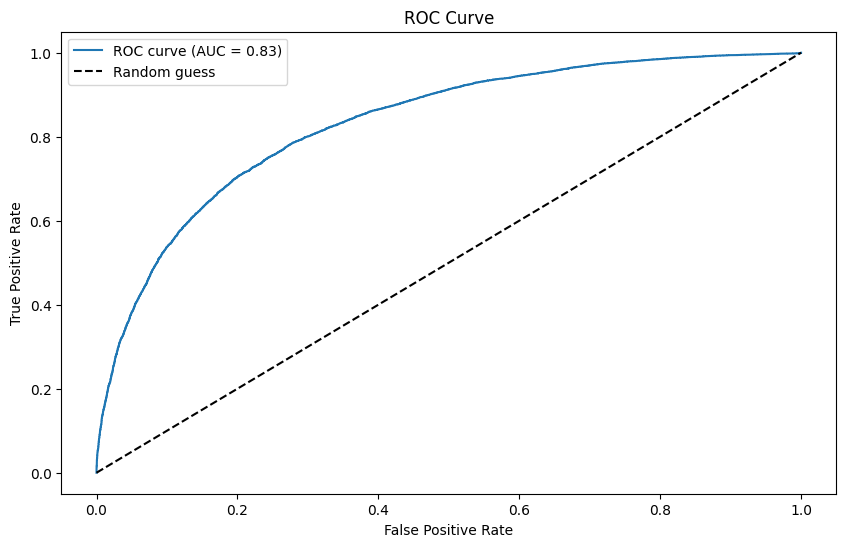 ROC Curve
ROC curve (AUC = 0.83)
Random guess
1.0
0.8
0.6
0.4
0.2
0.0
True Positive Rate
0.0 0.2 0.4 0.6 0.8 1.0
False Positive Rate